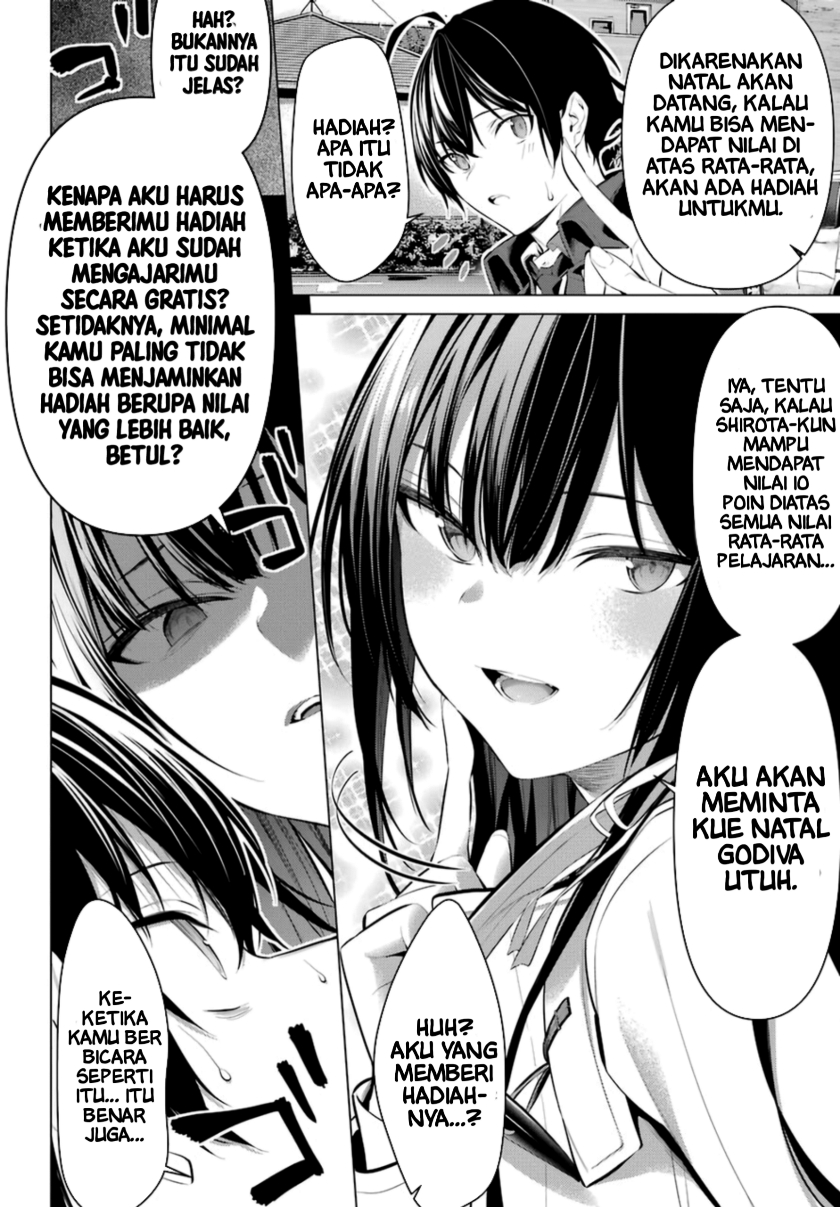 DIKARENAKAN
NATAL AKAN
DATANG, KALAU
KAMU BISA MEN-
DAPAT NILAI DI
ATAS RATA-RATA,
AKAN ADA HADIAH
UNTUKMU.
HADIAH?
APA ITU
TIDAK
APA-APA?
IYA, TENTU
SAJA, KALAU
SHIROTA-KUN
MAMPU
MENDAPAT
NILAI 10
POIN DIATAS
SEMUA NILAI
RATA-RATA
PELAJARAN...
AKU AKAN
MEMINTA
KUE NATAL
GODIVA
UTUH.
HUH?
AKU YANG
MEMBERI
HADIAH-
NYA...?
HAH?
BUKANNYA
ITU SUDAH
JELAS?
KENAPA AKU HARUS
MEMBERIMU HADIAH
KETIKA AKU SUDAH
MENGAJARIMU
SECARA GRATIS?
SETIDAKNYA, MINIMAL
KAMU PALING TIDAK
BISA MENJAMINKAN
HADIAH BERUPA NILAI
YANG LEBIH BAIK,
BETUL?
ゴゴ
ゴゴ
KE-
KETIKA
KAMU BER
BICARA
SEPERTI
ITU... ITU
BENAR
JUGA...